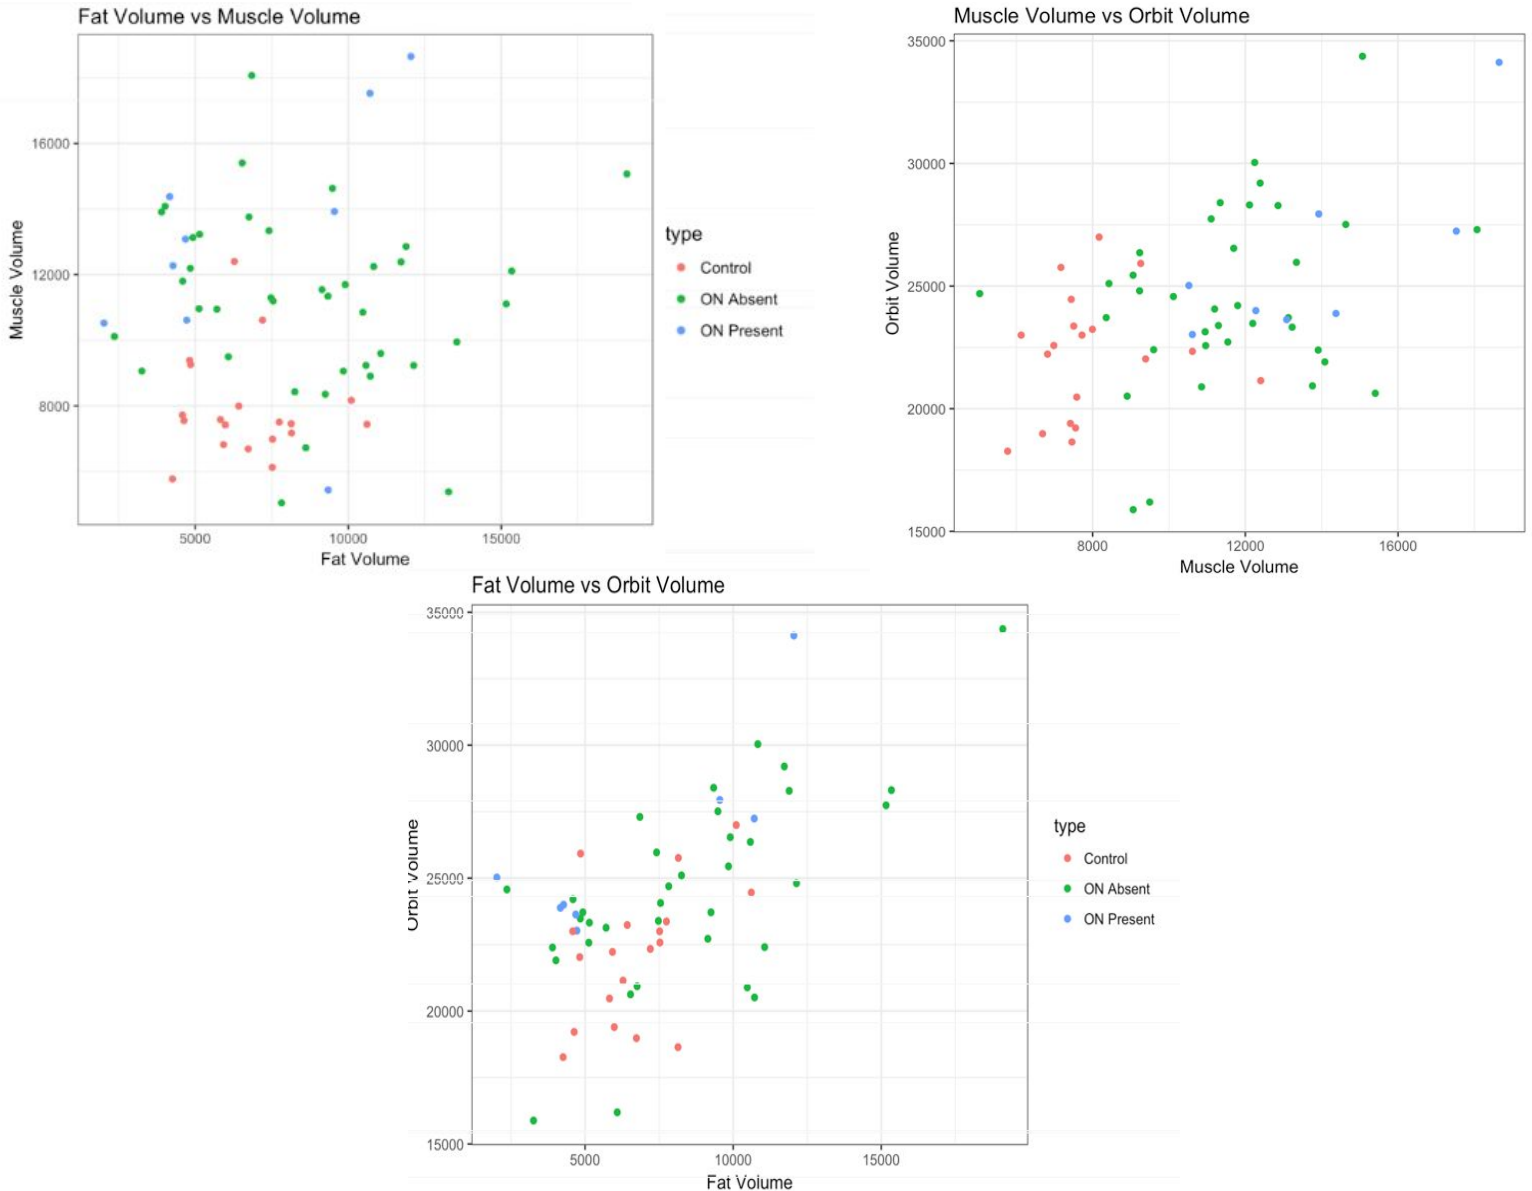 Fat Volume vs Muscle Volume
16000
12000
8000
Muscle Volume
5000
10000
15000
Fat Volume
type
Control
ON Absent
ON Present
Muscle Volume vs Orbit Volume
35000
30000
25000
20000
15000
Orbit Volume
8000
12000
16000
Muscle Volume
Fat Volume vs Orbit Volume
35000
30000
25000
20000
15000
Orbit Volume
5000
10000
15000
Fat Volume
type
Control
ON Absent
ON Present